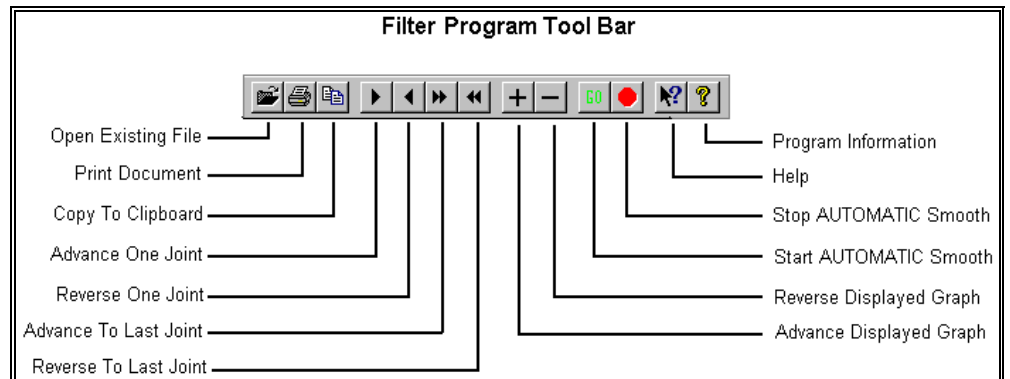 Filter Program Tool Bar
GO
Open Existing File
Print Document
Copy To Clipboard
Advance One Joint
Reverse One Joint
Advance To Last Joint
Reverse To Last Joint
Program Information
Help
Stop AUTOMATIC Smooth
Start AUTOMATIC Smooth
Reverse Displayed Graph
Advance Displayed Graph